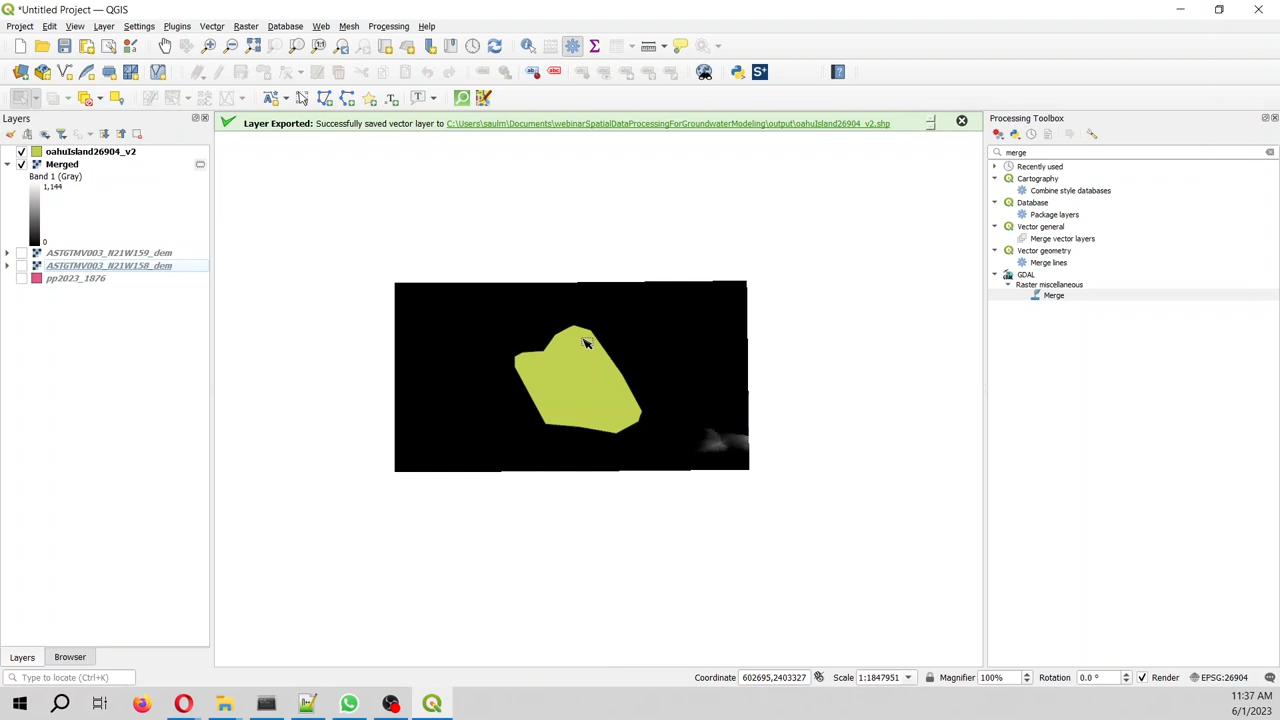 *Untitled Project — QGIS
Project Edit View Layer Settings Plugins Vector Raster Database Web Mesh Processing Help
Layers
oahuIsland26904_v2
Merged
Band 1 (Gray)
1,144
0
ASTGTMV003_N21W159_dem
ASTGTMV003_N21W158_dem
pp2023_1876
Layer Exported: Successfully saved vector layer to C:\Users\saulm\Documents\webinarSpatialDataProcessingForGroundwaterModeling\output\oahuIsland26904_v2.shp
Processing Toolbox
merge
Recently used
Cartography
Combine style databases
Database
Package layers
Vector general
Merge vector layers
Vector geometry
Merge lines
GDAL
Raster miscellaneous
Merge
Layers Browser
Type to locate (Ctrl+K)
Coordinate 602695,2403327 Scale 1:1847951 Magnifier 100% Rotation 0.0 ° Render EPSG:26904
11:37 AM
6/1/2023